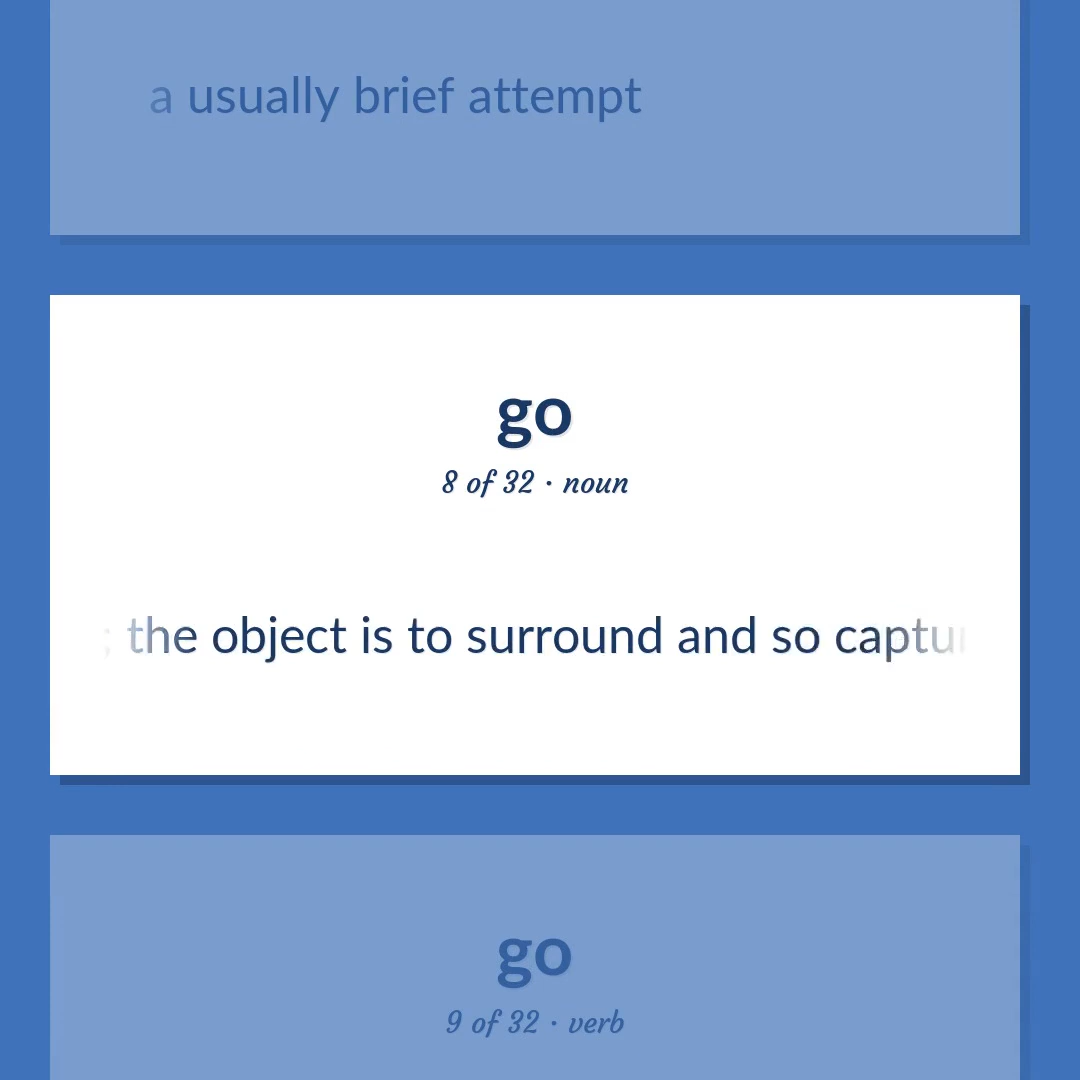 a usually brief attempt
go
8 of 32 · noun
; the object is to surround and so captu
go
9 of 32 · verb